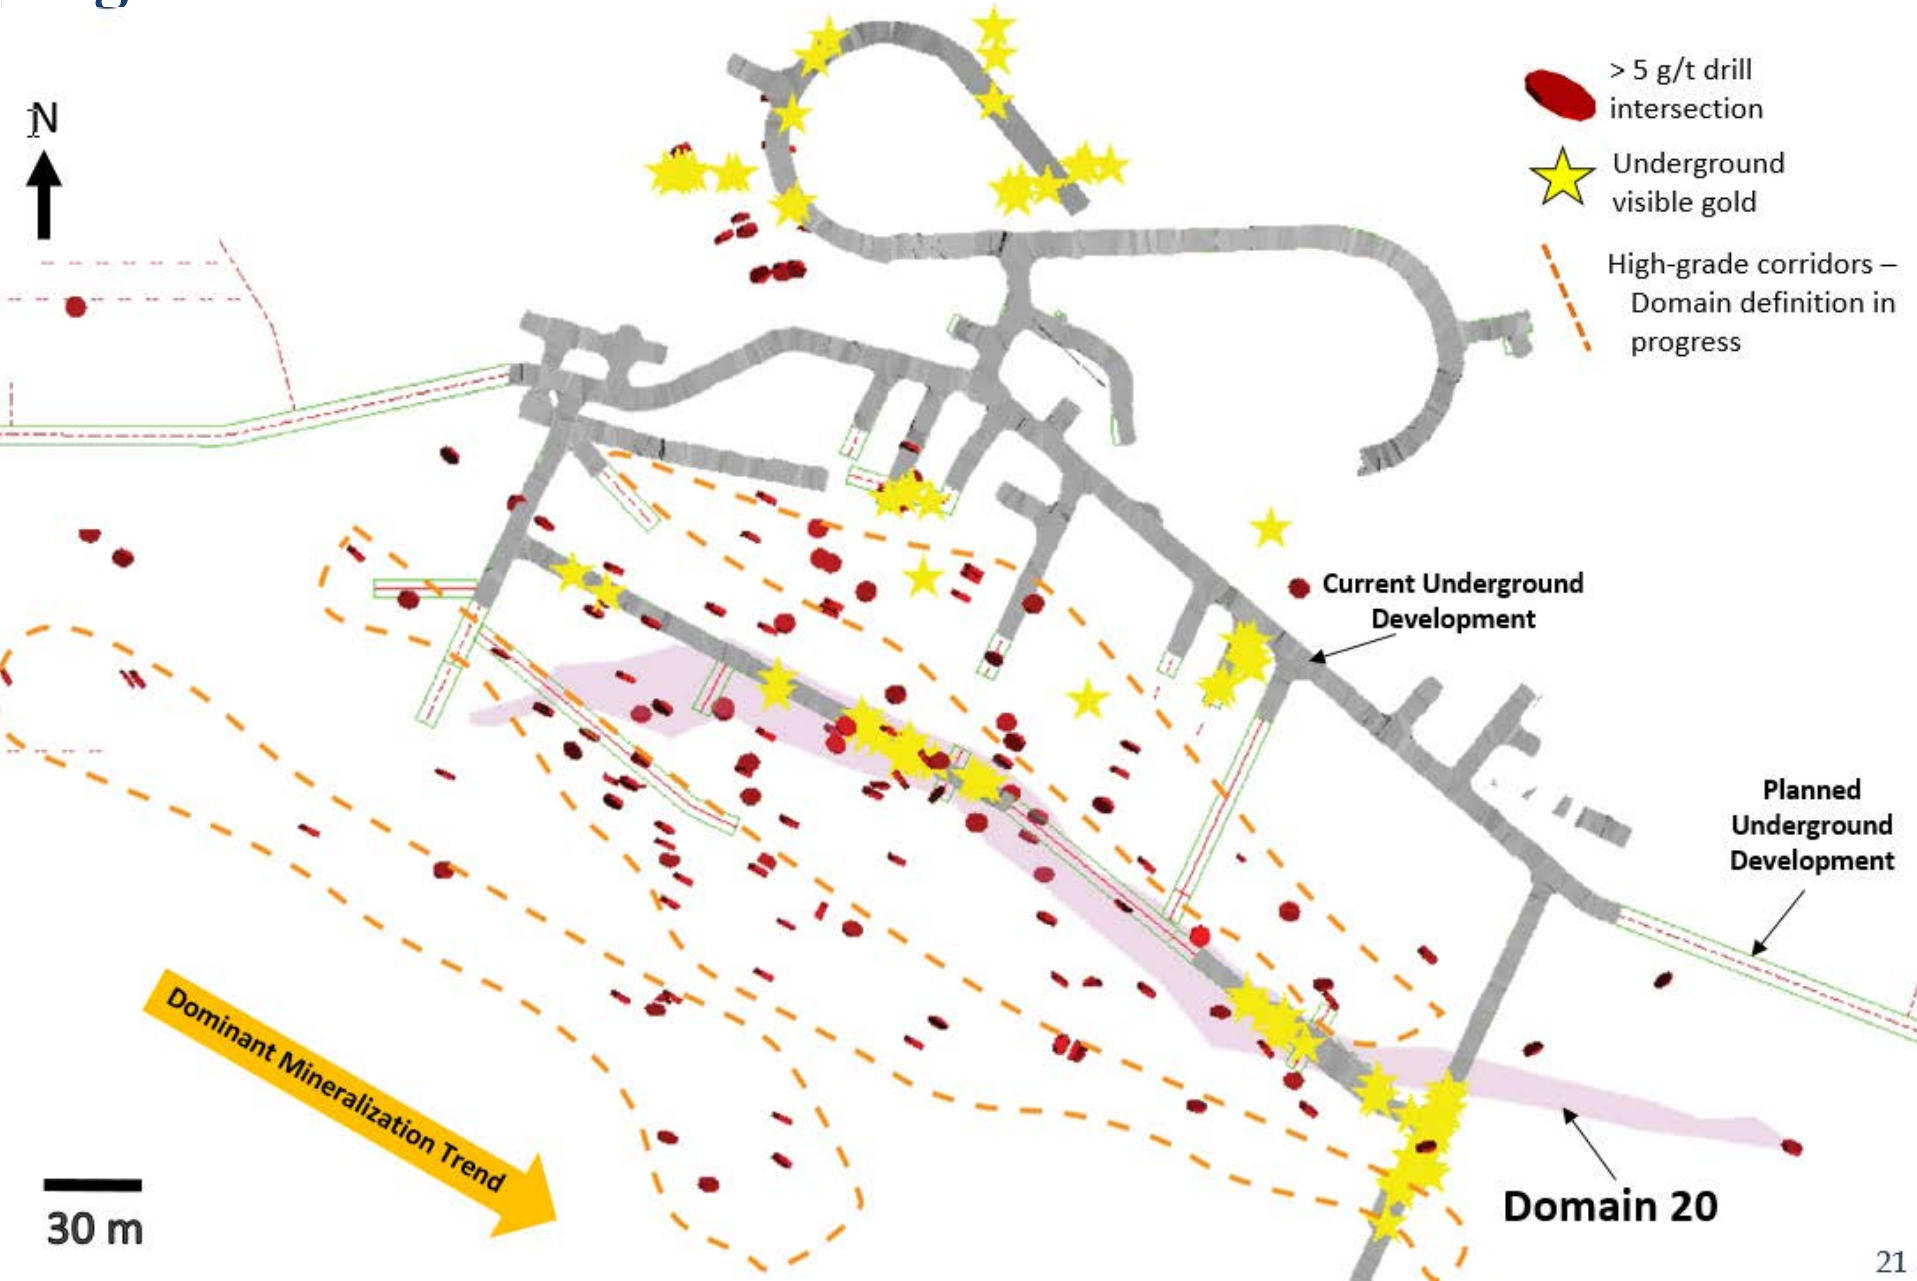 N
> 5 g/t drill
intersection
Underground
visible gold
High-grade corridors –
Domain definition in
progress
Current Underground
Development
Planned
Underground
Development
Dominant Mineralization Trend
Domain 20
30 m
21